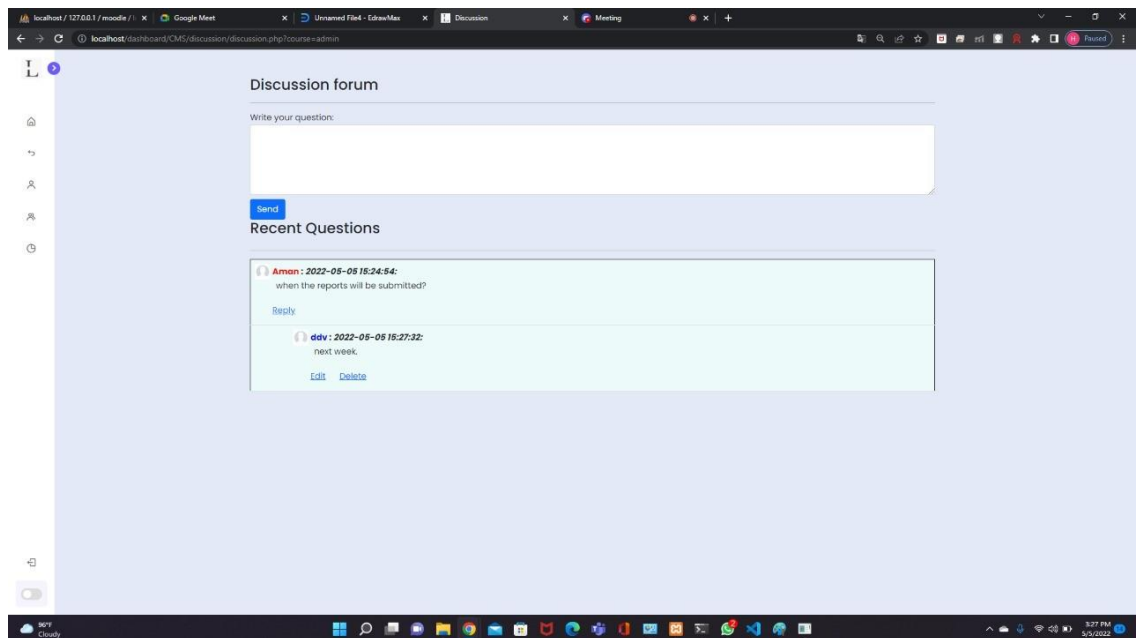 localhost / 127.0.0.1 / moodle /
Google Meet
Unnamed File4 - EdrawMax
Discussion
Meeting
localhost/dashboard/CMS/discussion/discussion.php?course=admin
Paused
L
Discussion forum
Write your question:
Send
Recent Questions
Aman : 2022-05-05 15:24:54:
when the reports will be submitted?
Reply
ddv : 2022-05-05 15:27:32:
next week.
Edit Delete
96°F
Cloudy
3:27 PM
5/5/2022